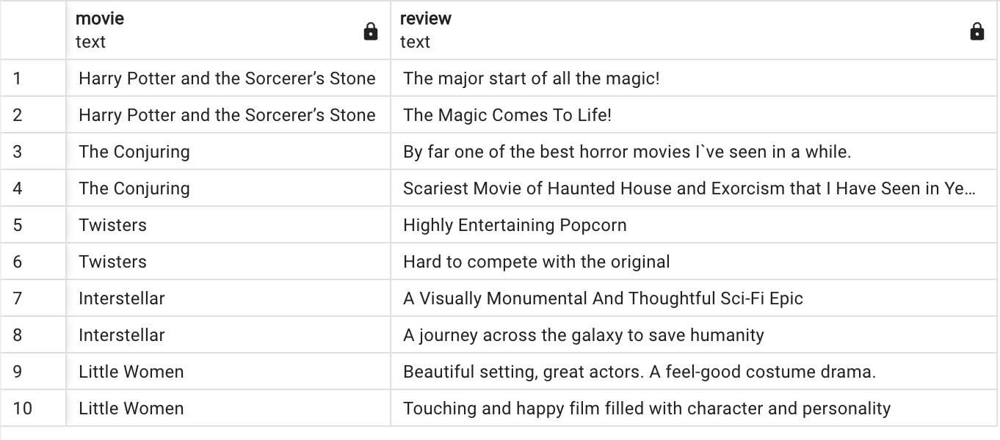 movie review
text text
1 Harry Potter and the Sorcerer’s Stone The major start of all the magic!
2 Harry Potter and the Sorcerer’s Stone The Magic Comes To Life!
3 The Conjuring By far one of the best horror movies I`ve seen in a while.
4 The Conjuring Scariest Movie of Haunted House and Exorcism that I Have Seen in Ye...
5 Twisters Highly Entertaining Popcorn
6 Twisters Hard to compete with the original
7 Interstellar A Visually Monumental And Thoughtful Sci-Fi Epic
8 Interstellar A journey across the galaxy to save humanity
9 Little Women Beautiful setting, great actors. A feel-good costume drama.
10 Little Women Touching and happy film filled with character and personality